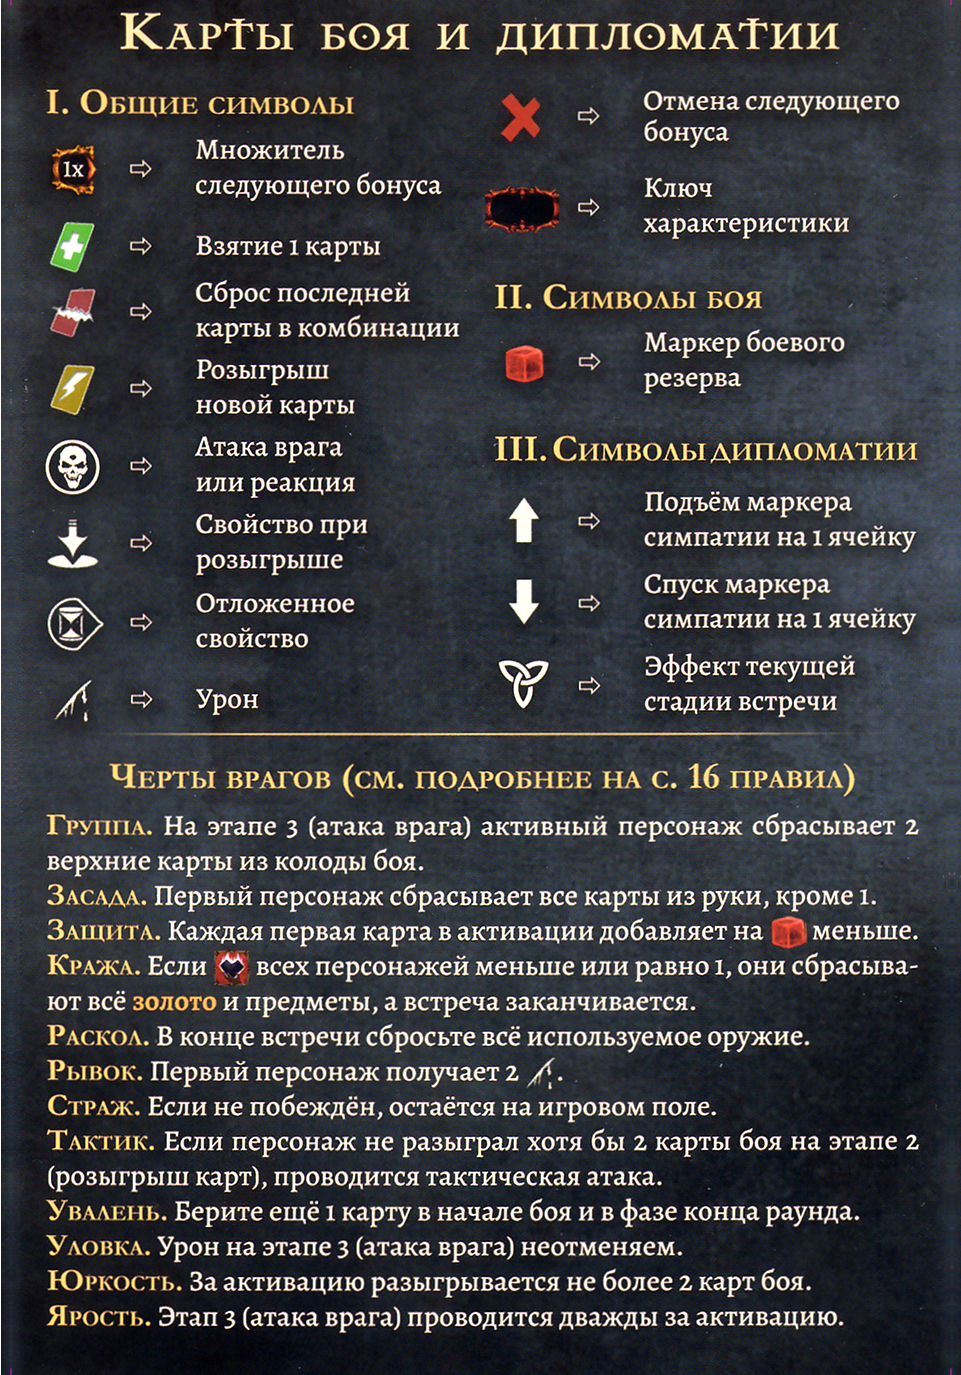 Карты боя и дипломатии
I. Общие символы
1x
Множитель
следующего бонуса
Взятие 1 карты
Сброс последней
карты в комбинации
Розыгрыш
новой карты
Атака врага
или реакция
Свойство при
розыгрыше
Отложенное
свойство
Урон
Отмена следующего
бонуса
Ключ
характеристики
II. Символы боя
Маркер боевого
резерва
III. Символы дипломатии
Подъём маркера
симпатии на 1 ячейку
Спуск маркера
симпатии на 1 ячейку
Эффект текущей
стадии встречи
Черты врагов (см. подробнее на с. 16 правил)
Группа. На этапе 3 (атака врага) активный персонаж сбрасывает 2
верхние карты из колоды боя.
Засада. Первый персонаж сбрасывает все карты из руки, кроме 1.
Защита. Каждая первая карта в активации добавляет на меньше.
Кража. Если всех персонажей меньше или равно 1, они сбрасыва-
ют всё золото и предметы, а встреча заканчивается.
Раскол. В конце встречи сбросьте всё используемое оружие.
Рывок. Первый персонаж получает 2 .
Страж. Если не побеждён, остаётся на игровом поле.
Тактик. Если персонаж не разыграл хотя бы 2 карты боя на этапе 2
(розыгрыш карт), проводится тактическая атака.
Увалень. Берите ещё 1 карту в начале боя и в фазе конца раунда.
Уловка. Урон на этапе 3 (атака врага) неотменяем.
Юркость. За активацию разыгрывается не более 2 карт боя.
Ярость. Этап 3 (атака врага) проводится дважды за активацию.